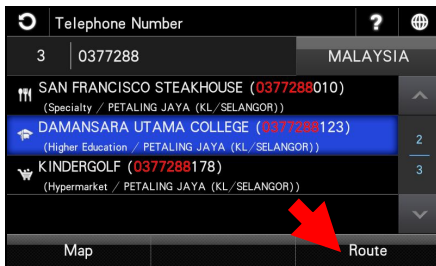 Telephone Number ?
3 0377288 MALAYSIA
SAN FRANCISCO STEAKHOUSE (0377288010)
(Specialty / PETALING JAYA (KL/SELANGOR))
DAMANSARA UTAMA COLLEGE (0377288123)
(Higher Education / PETALING JAYA (KL/SELANGOR))
2
KINDERGOLF (0377288178)
3
(Hypermarket / PETALING JAYA (KL/SELANGOR))
Map Route